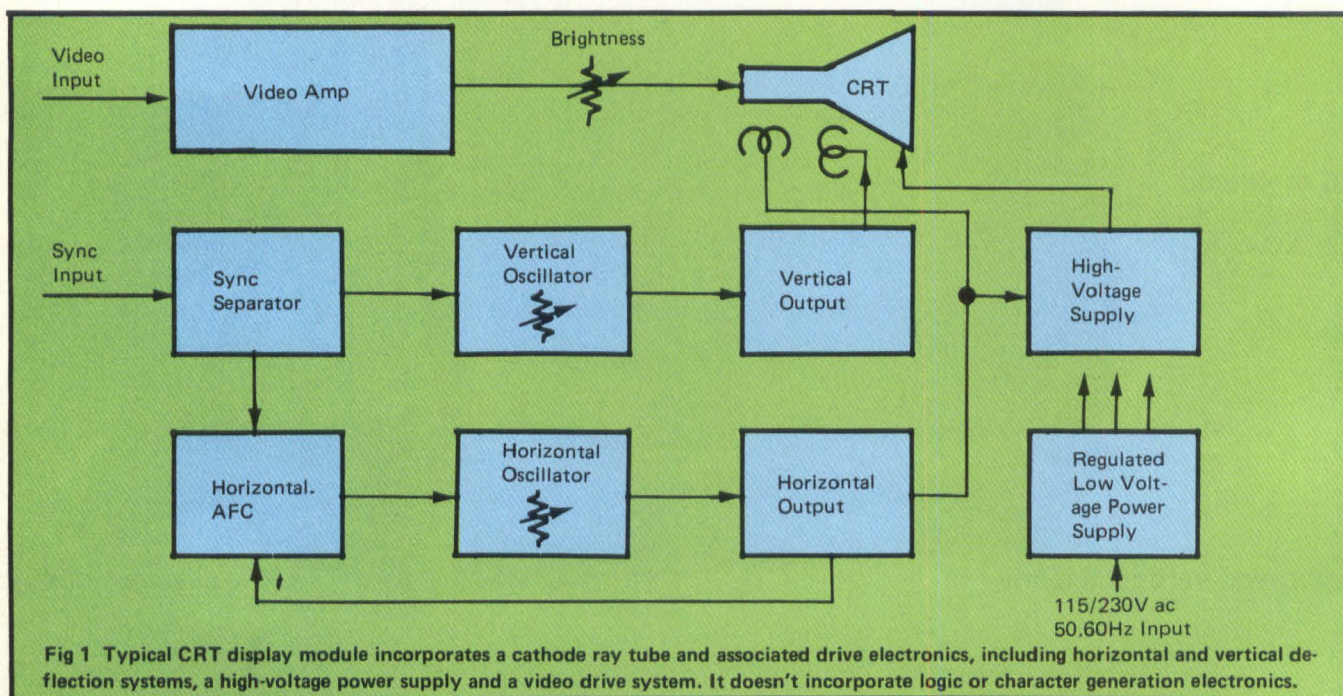 Video
Input
Video Amp
Brightness
CRT
Sync
Input
Sync
Separator
Vertical
Oscillator
Vertical
Output
High-
Voltage
Supply
Horizontal.
AFC
Horizontal
Oscillator
Horizontal
Output
Regulated
Low Volt-
age Power
Supply
115/230V ac
50.60Hz Input
Fig 1 Typical CRT display module incorporates a cathode ray tube and associated drive electronics, including horizontal and vertical de-
flection systems, a high-voltage power supply and a video drive system. It doesn't incorporate logic or character generation electronics.